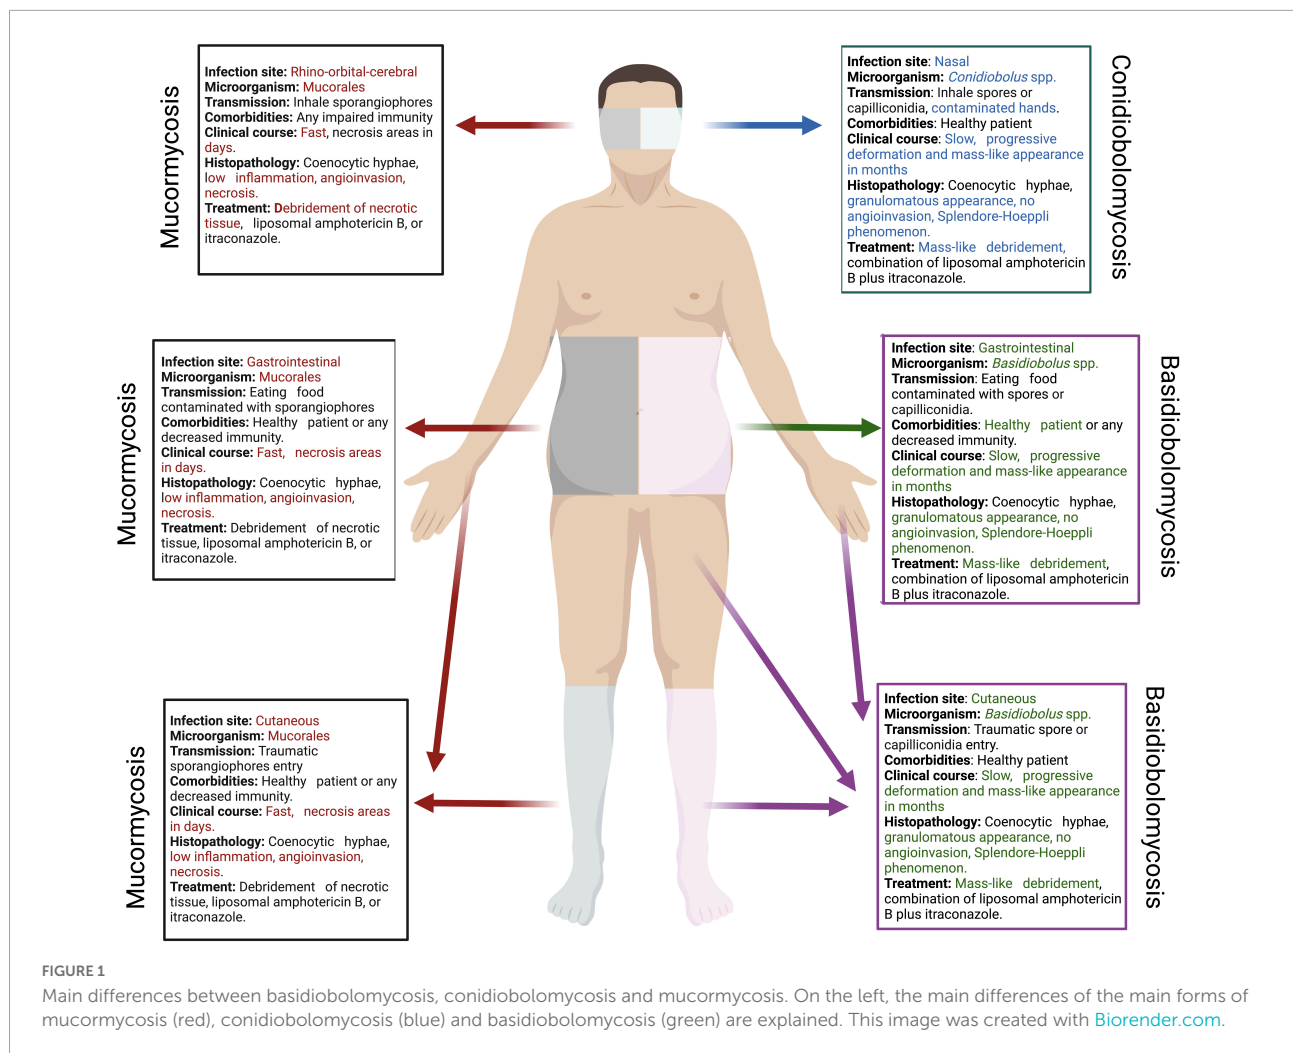 Mucormycosis
Infection site: Rhino-orbital-cerebral
Microorganism: Mucorales
Transmission: Inhale sporangiophores
Comorbidities: Any impaired immunity
Clinical course: Fast, necrosis areas in
days.
Histopathology: Coenocytic hyphae,
low inflammation, angioinvasion,
necrosis.
Treatment: Debridement of necrotic
tissue, liposomal amphotericin B, or
itraconazole.
Conidiobolomycosis
Infection site: Nasal
Microorganism: Conidiobolus spp.
Transmission: Inhale spores or
capilliconidia, contaminated hands.
Comorbidities: Healthy patient
Clinical course: Slow, progressive
deformation and mass-like appearance
in months
Histopathology: Coenocytic hyphae,
granulomatous appearance, no
angioinvasion, Splendore-Hoeppli
phenomenon.
Treatment: Mass-like debridement,
combination of liposomal amphotericin
B plus itraconazole.
Mucormycosis
Infection site: Gastrointestinal
Microorganism: Mucorales
Transmission: Eating food
contaminated with sporangiophores
Comorbidities: Healthy patient or any
decreased immunity.
Clinical course: Fast, necrosis areas
in days.
Histopathology: Coenocytic hyphae,
low inflammation, angioinvasion,
necrosis.
Treatment: Debridement of necrotic
tissue, liposomal amphotericin B, or
itraconazole.
Basidiobolomycosis
Infection site: Gastrointestinal
Microorganism: Basidiobolus spp.
Transmission: Eating food
contaminated with spores or
capilliconidia.
Comorbidities: Healthy patient or any
decreased immunity.
Clinical course: Slow, progressive
deformation and mass-like appearance
in months
Histopathology: Coenocytic hyphae,
granulomatous appearance, no
angioinvasion, Splendore-Hoeppli
phenomenon.
Treatment: Mass-like debridement,
combination of liposomal amphotericin
B plus itraconazole.
Mucormycosis
Infection site: Cutaneous
Microorganism: Mucorales
Transmission: Traumatic
sporangiophores entry
Comorbidities: Healthy patient or any
decreased immunity.
Clinical course: Fast, necrosis areas
in days.
Histopathology: Coenocytic hyphae,
low inflammation, angioinvasion,
necrosis.
Treatment: Debridement of necrotic
tissue, liposomal amphotericin B, or
itraconazole.
Basidiobolomycosis
Infection site: Cutaneous
Microorganism: Basidiobolus spp.
Transmission: Traumatic spore or
capilliconidia entry.
Comorbidities: Healthy patient
Clinical course: Slow, progressive
deformation and mass-like appearance
in months
Histopathology: Coenocytic hyphae,
granulomatous appearance, no
angioinvasion, Splendore-Hoeppli
phenomenon.
Treatment: Mass-like debridement,
combination of liposomal amphotericin
B plus itraconazole.
FIGURE 1
Main differences between basidiobolomycosis, conidiobolomycosis and mucormycosis. On the left, the main differences of the main forms of
mucormycosis (red), conidiobolomycosis (blue) and basidiobolomycosis (green) are explained. This image was created with Biorender.com.